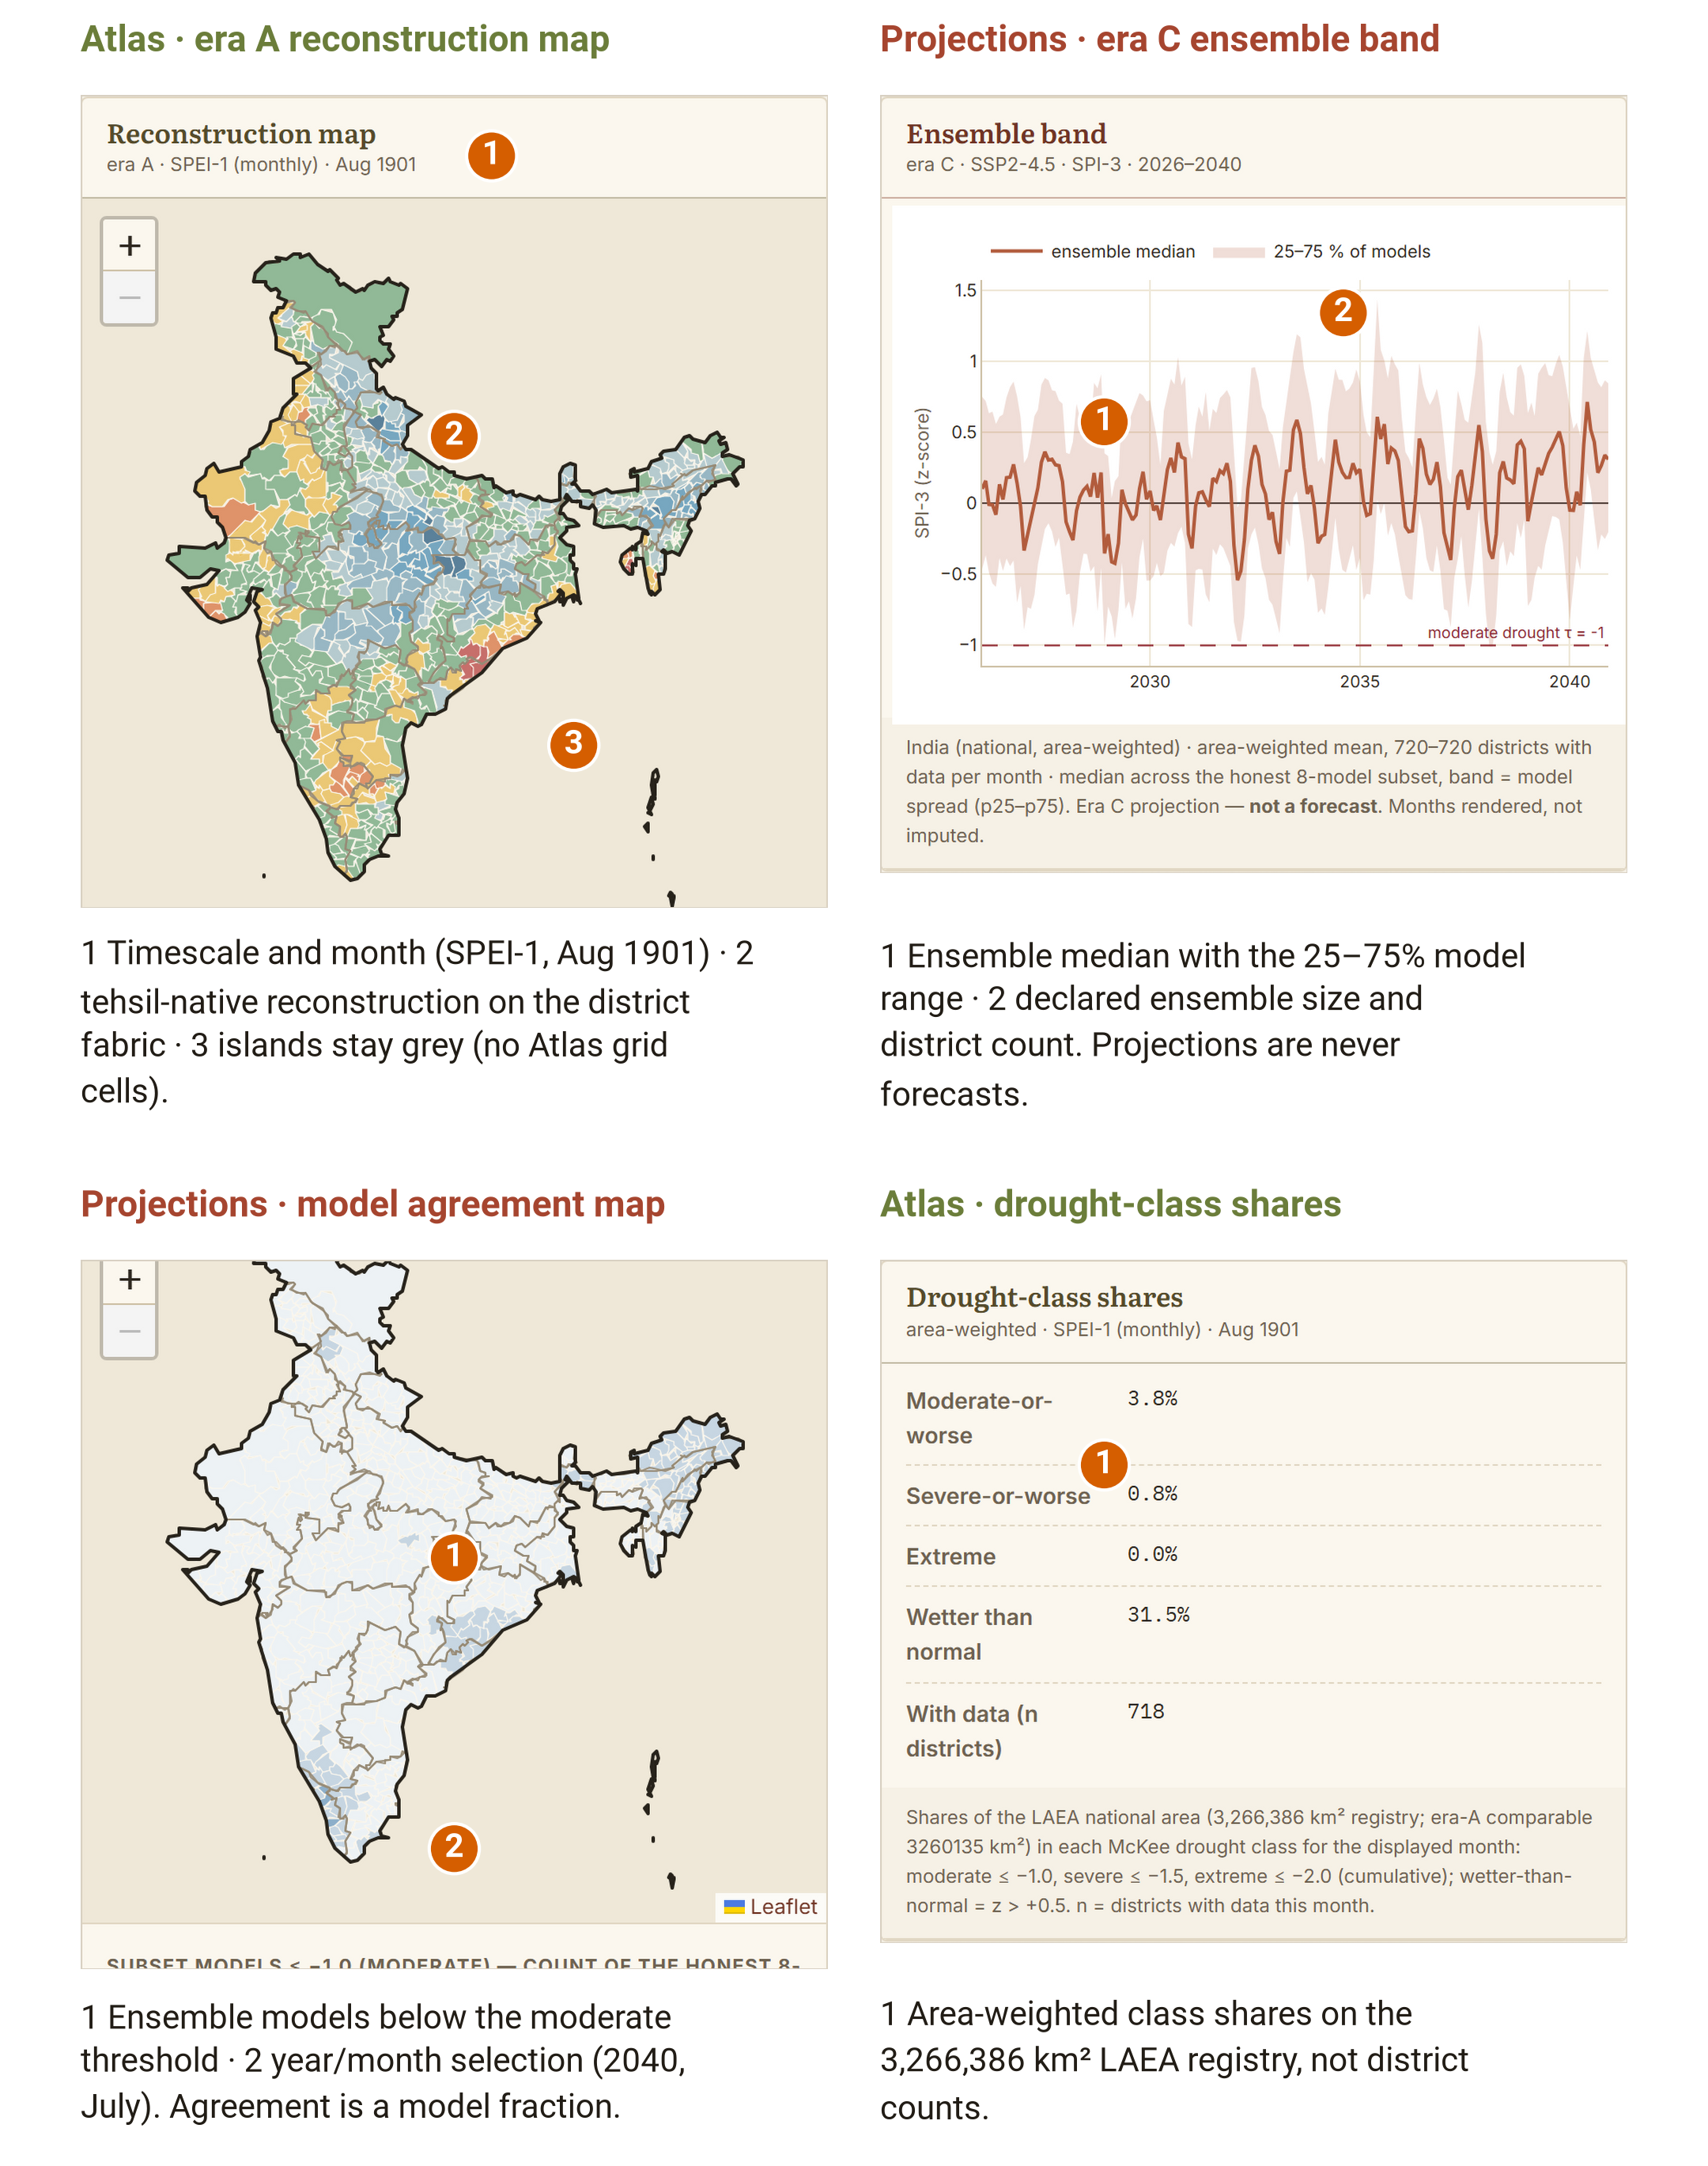 Atlas · era A reconstruction map
Reconstruction map
era A · SPEI-1 (monthly) · Aug 1901
1
+
−
2
3
1 Timescale and month (SPEI-1, Aug 1901) · 2
tehsil-native reconstruction on the district
fabric · 3 islands stay grey (no Atlas grid
cells).
Projections · era C ensemble band
Ensemble band
era C · SSP2-4.5 · SPI-3 · 2026–2040
ensemble median
25–75 % of models
SPI-3 (z-score)
1.5
1
0.5
0
−0.5
−1
2
1
moderate drought τ = -1
2030
2035
2040
India (national, area-weighted) · area-weighted mean, 720–720 districts with
data per month · median across the honest 8-model subset, band = model
spread (p25–p75). Era C projection — not a forecast. Months rendered, not
imputed.
1 Ensemble median with the 25–75% model
range · 2 declared ensemble size and
district count. Projections are never
forecasts.
Projections · model agreement map
+
−
1
2
Leaflet
SUBSET MODELS ≤ −1.0 (MODERATE) — COUNT OF THE HONEST 8-
1 Ensemble models below the moderate
threshold · 2 year/month selection (2040,
July). Agreement is a model fraction.
Atlas · drought-class shares
Drought-class shares
area-weighted · SPEI-1 (monthly) · Aug 1901
Moderate-or-
worse
3.8%
1
Severe-or-worse 0.8%
Extreme 0.0%
Wetter than
normal
31.5%
With data (n
districts)
718
Shares of the LAEA national area (3,266,386 km² registry; era-A comparable
3260135 km²) in each McKee drought class for the displayed month:
moderate ≤ −1.0, severe ≤ −1.5, extreme ≤ −2.0 (cumulative); wetter-than-
normal = z > +0.5. n = districts with data this month.
1 Area-weighted class shares on the
3,266,386 km² LAEA registry, not district
counts.